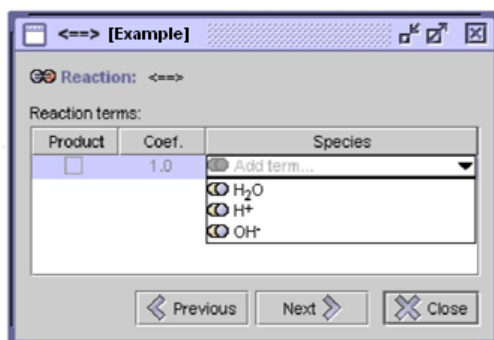 <==> [Example]
Reaction: <==>
Reaction terms:
Product Coef. Species
1.0 Add term...
H₂O
H⁺
OH⁻
Previous Next Close